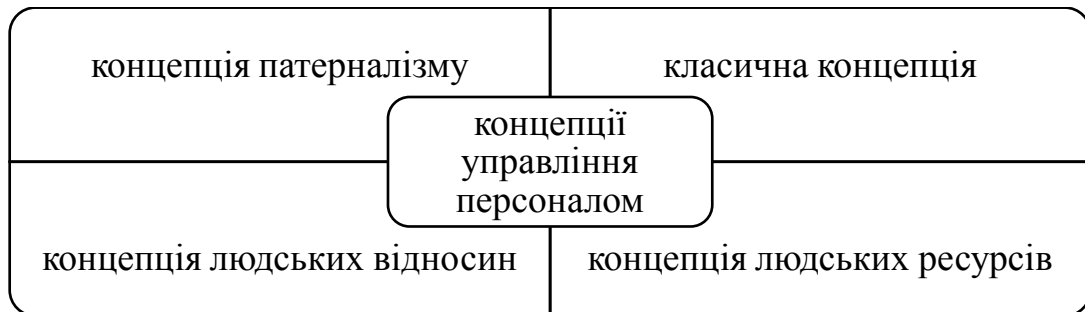 концепція патерналізму
класична концепція
концепції
управління
персоналом
концепція людських відносин
концепція людських ресурсів